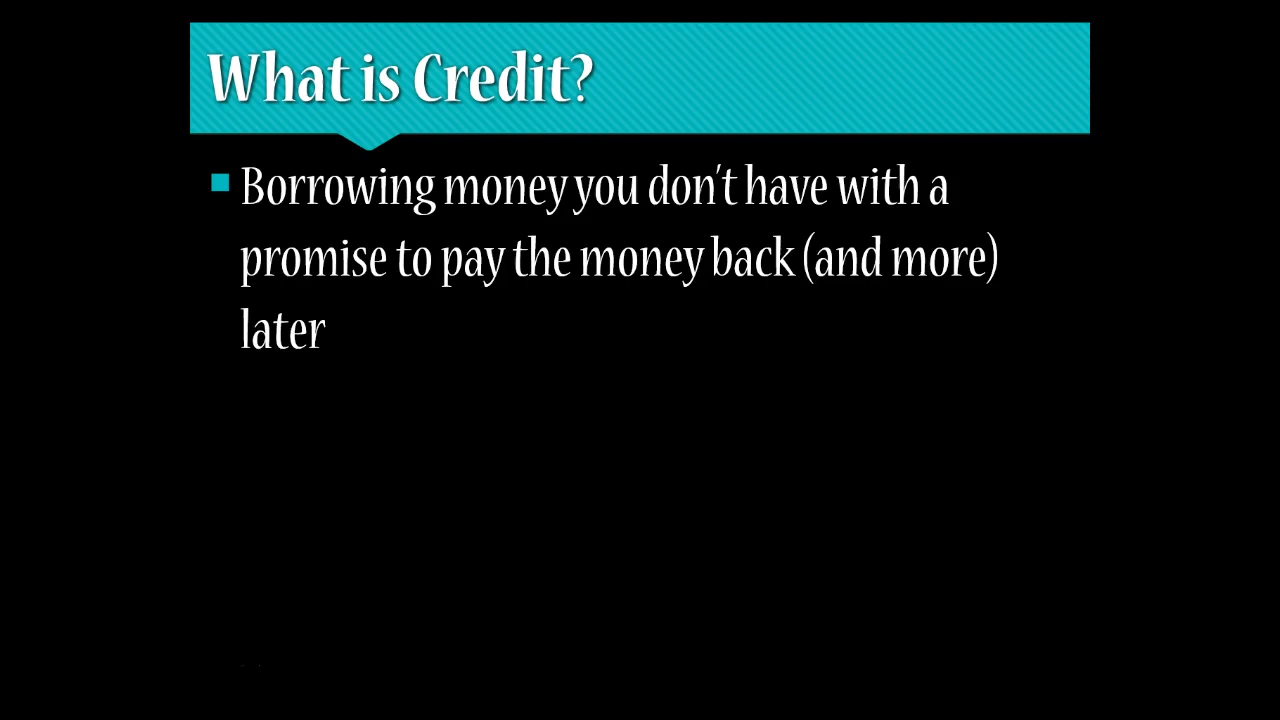 What is Credit?
Borrowing money you don't have with a
promise to pay the money back (and more)
later